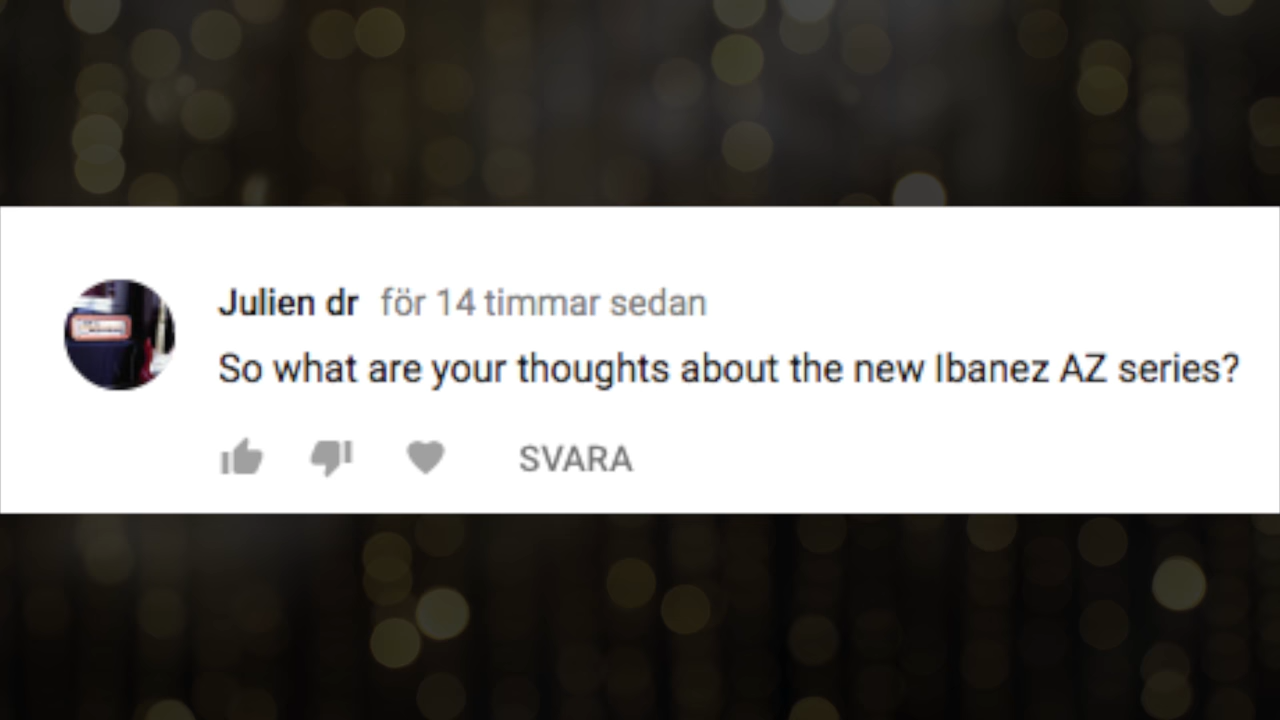 Julien dr för 14 timmar sedan
So what are your thoughts about the new Ibanez AZ series?
SVARA